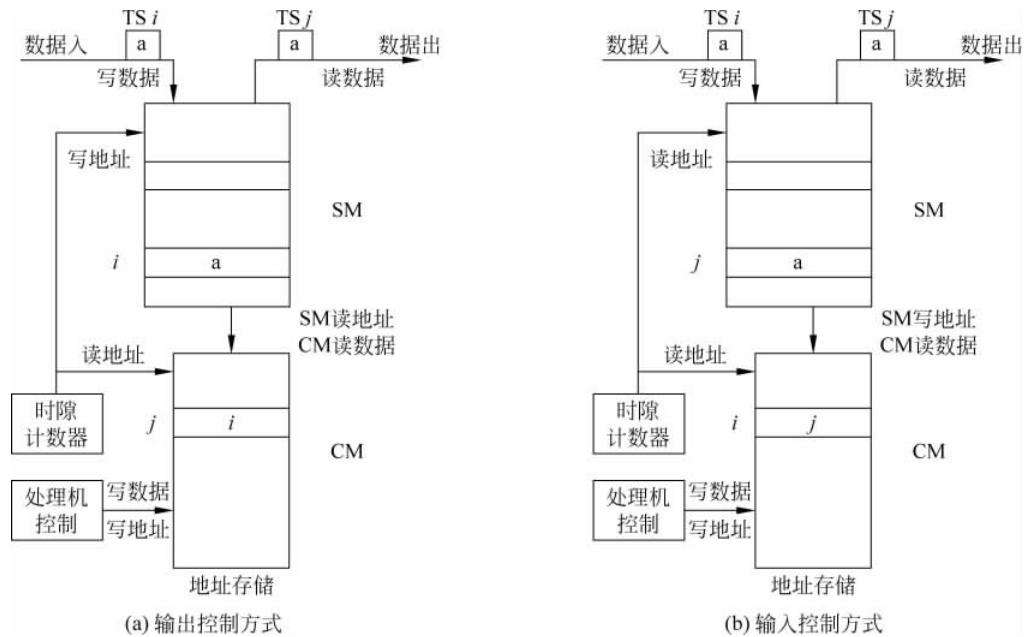 TS i
TS j
数据入
a
a
数据出
写数据
读数据
写地址
SM
i
a
SM读地址
CM读数据
读地址
时隙
计数器
j
i
CM
处理机
控制
写数据
写地址
地址存储
(a) 输出控制方式
TS i
TS j
数据入
a
a
数据出
写数据
读数据
读地址
SM
j
a
SM写地址
CM读数据
读地址
时隙
计数器
i
j
CM
处理机
控制
写数据
写地址
地址存储
(b) 输入控制方式